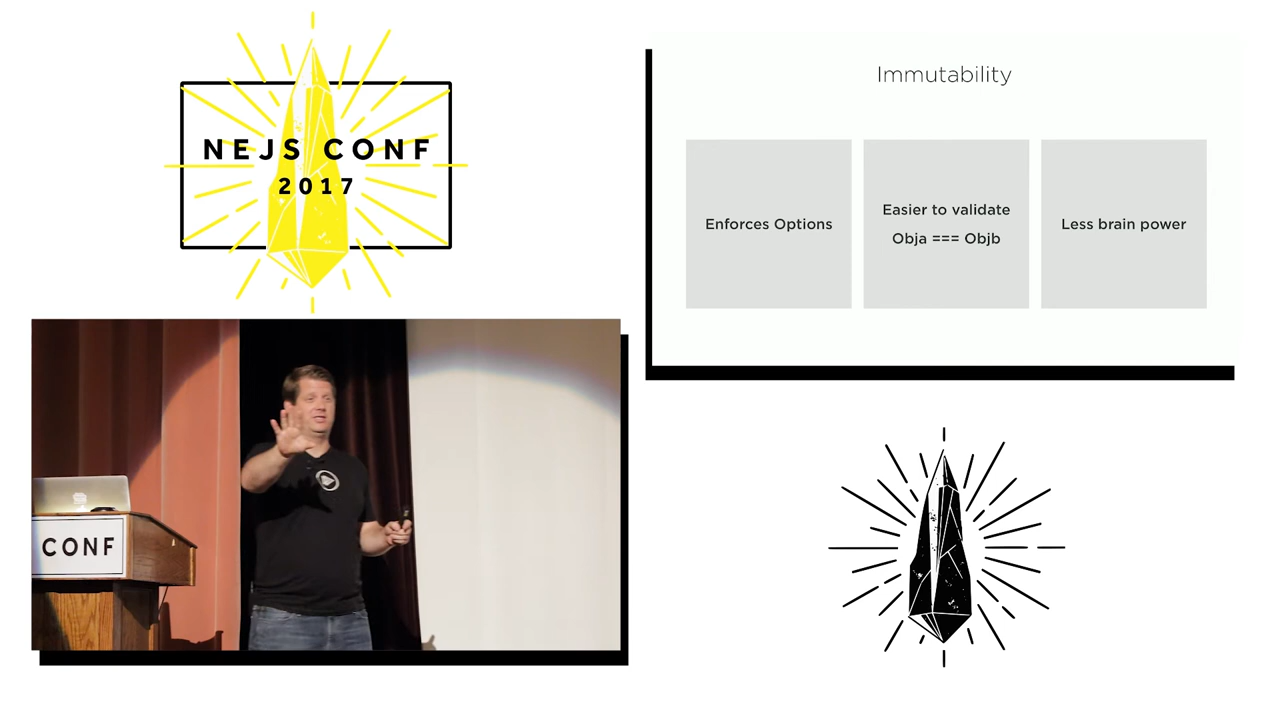 NEJS CONF
2017
Immutability
Enforces Options
Easier to validate
Obja === Objb
Less brain power
CONF